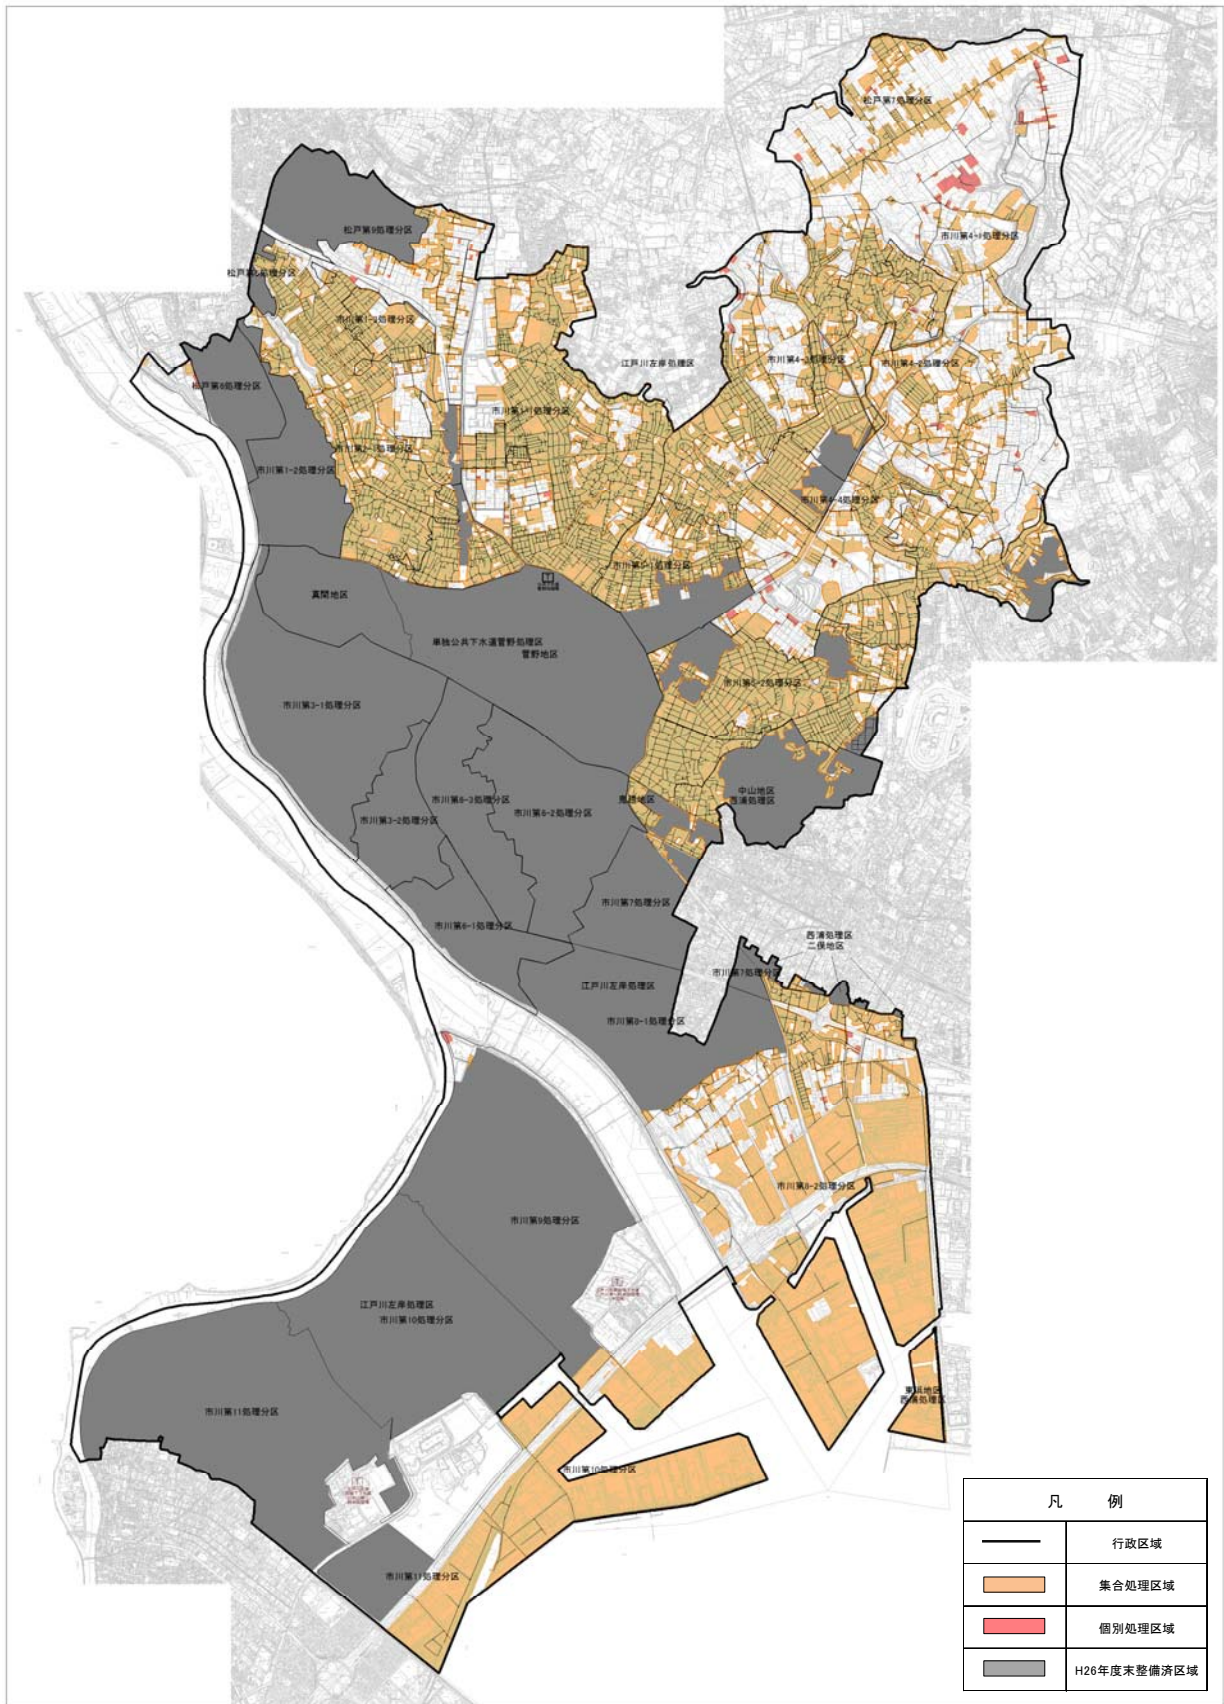 松戸第7処理分区
松戸第9処理分区
市川第4-1処理分区
松戸第8処理分区
市川第1-3処理分区
江戸川左岸処理区
市川第4-3処理分区
市川第4-2処理分区
市川第1-1処理分区
市川第2-1処理分区
市川第1-2処理分区
市川第4-4処理分区
市川第5-1処理分区
真間地区
単独公共下水道菅野処理区
菅野地区
市川第5-2処理分区
市川第3-1処理分区
中山地区
西浦処理区
鬼越地区
市川第6-3処理分区
市川第6-2処理分区
市川第3-2処理分区
市川第7処理分区
市川第6-1処理分区
西浦処理区
二俣地区
市川第7処理分区
江戸川左岸処理区
市川第8-1処理分区
市川第8-2処理分区
市川第9処理分区
江戸川左岸処理区
市川第10処理分区
東浜地区
西浦処理区
市川第11処理分区
市川第10処理分区
市川第11処理分区
凡 例
行政区域
集合処理区域
個別処理区域
H26年度末整備済区域